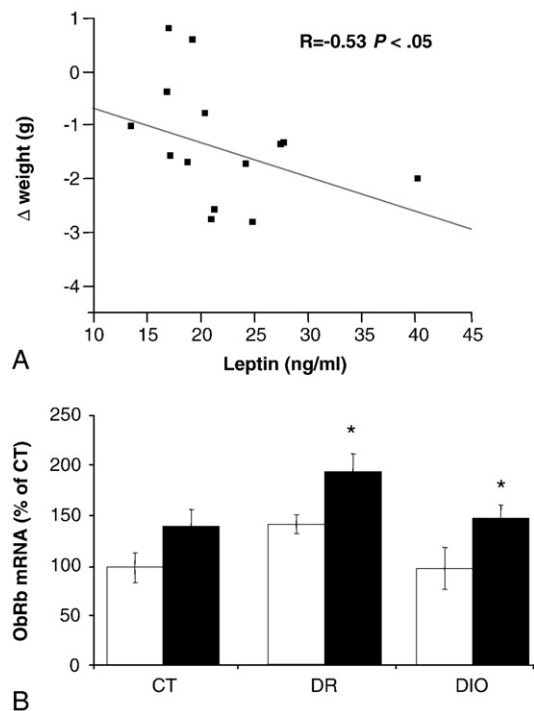 1
0
-1
-2
-3
-4
Δ weight (g)
R=-0.53 P < .05
10 15 20 25 30 35 40 45
Leptin (ng/ml)
A
250
200
150
100
50
0
ObRb mRNA (% of CT)
*
*
CT DR DIO
B